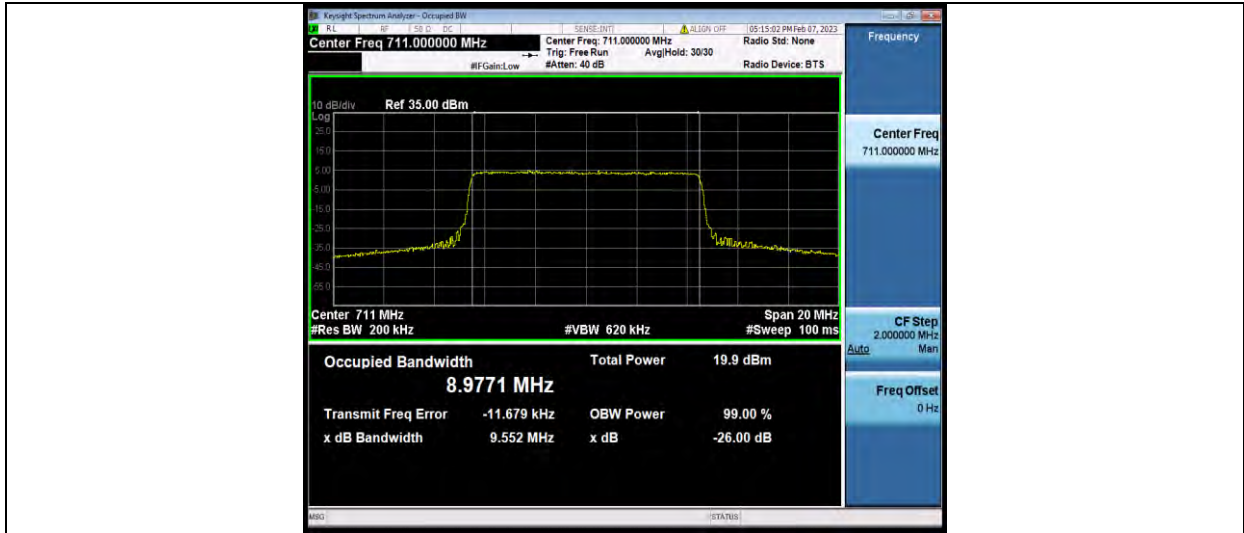 Keysight Spectrum Analyzer - Occupied BW
RL RF 50 Ω DC SENSE:INT ALIGN OFF 05:15:02 PM Feb 07, 2023
Center Freq 711.000000 MHz
Center Freq: 711.000000 MHz Radio Std: None
Trig: Free Run Avg|Hold: 30/30
#IFGain:Low #Atten: 40 dB Radio Device: BTS
Frequency
10 dB/div Ref 35.00 dBm
Log
25.0
15.0
5.00
-5.00
-15.0
-25.0
-35.0
-45.0
-55.0
Center 711 MHz Span 20 MHz
#Res BW 200 kHz #VBW 620 kHz #Sweep 100 ms
Occupied Bandwidth Total Power 19.9 dBm
8.9771 MHz
Transmit Freq Error -11.679 kHz OBW Power 99.00 %
x dB Bandwidth 9.552 MHz x dB -26.00 dB
Center Freq
711.000000 MHz
CF Step
2.000000 MHz
Auto Man
Freq Offset
0 Hz
MSG STATUS